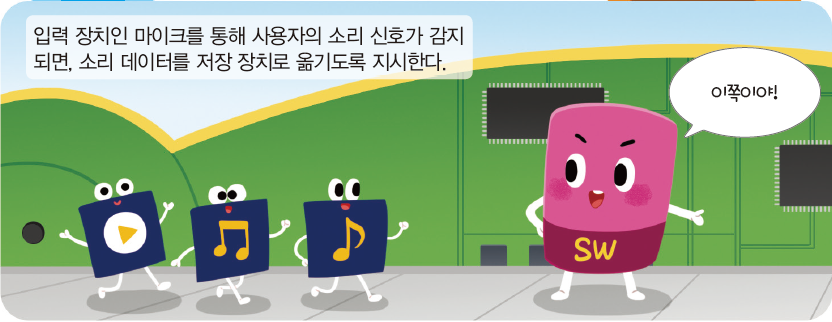 입력 장치인 마이크를 통해 사용자의 소리 신호가 감지
되면, 소리 데이터를 저장 장치로 옮기도록 지시한다.
이쪽이야!
SW